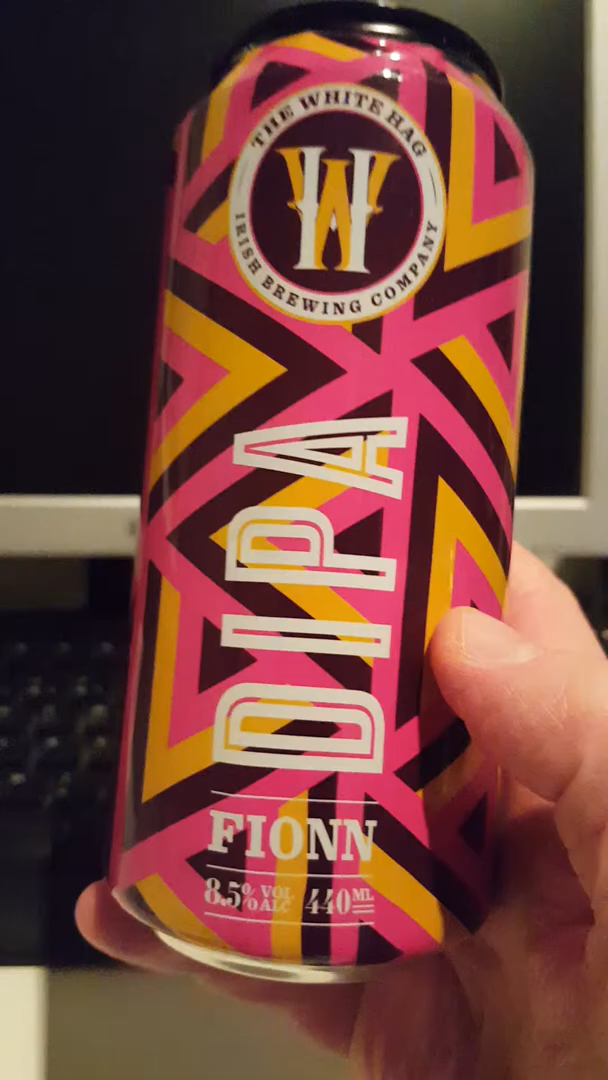 THE WHITE HAG
W
IRISH BREWING COMPANY
DIPA
FIONN
8.5% VOL ALC 440ML